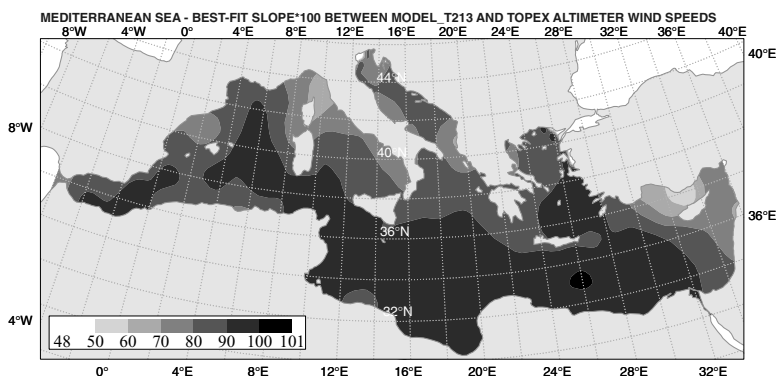 MEDITERRANEAN SEA - BEST-FIT SLOPE*100 BETWEEN MODEL_T213 AND TOPEX ALTIMETER WIND SPEEDS
8°W 4°W 0° 4°E 8°E 12°E 16°E 20°E 24°E 28°E 32°E 36°E 40°E
40°E
44°N
8°W
40°N
36°E
36°N
32°N
4°W
48 50 60 70 80 90 100 101
0° 4°E 8°E 12°E 16°E 20°E 24°E 28°E 32°E